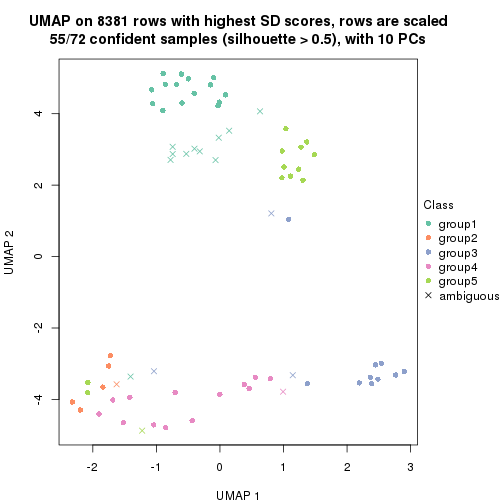 UMAP on 8381 rows with highest SD scores, rows are scaled
55/72 confident samples (silhouette > 0.5), with 10 PCs
4
2
0
-2
-4
UMAP 2
-2
-1
0
1
2
3
UMAP 1
Class
group1
group2
group3
group4
group5
ambiguous